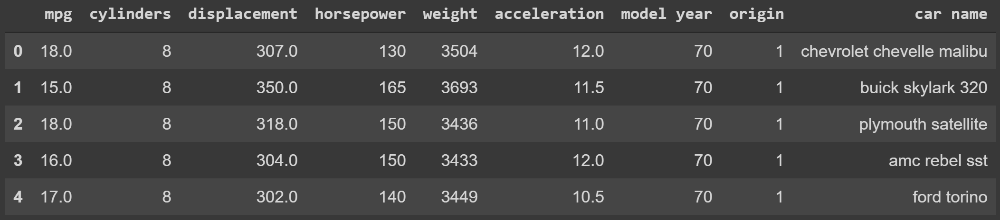 mpg cylinders displacement horsepower weight acceleration model year origin car name
0 18.0 8 307.0 130 3504 12.0 70 1 chevrolet chevelle malibu
1 15.0 8 350.0 165 3693 11.5 70 1 buick skylark 320
2 18.0 8 318.0 150 3436 11.0 70 1 plymouth satellite
3 16.0 8 304.0 150 3433 12.0 70 1 amc rebel sst
4 17.0 8 302.0 140 3449 10.5 70 1 ford torino